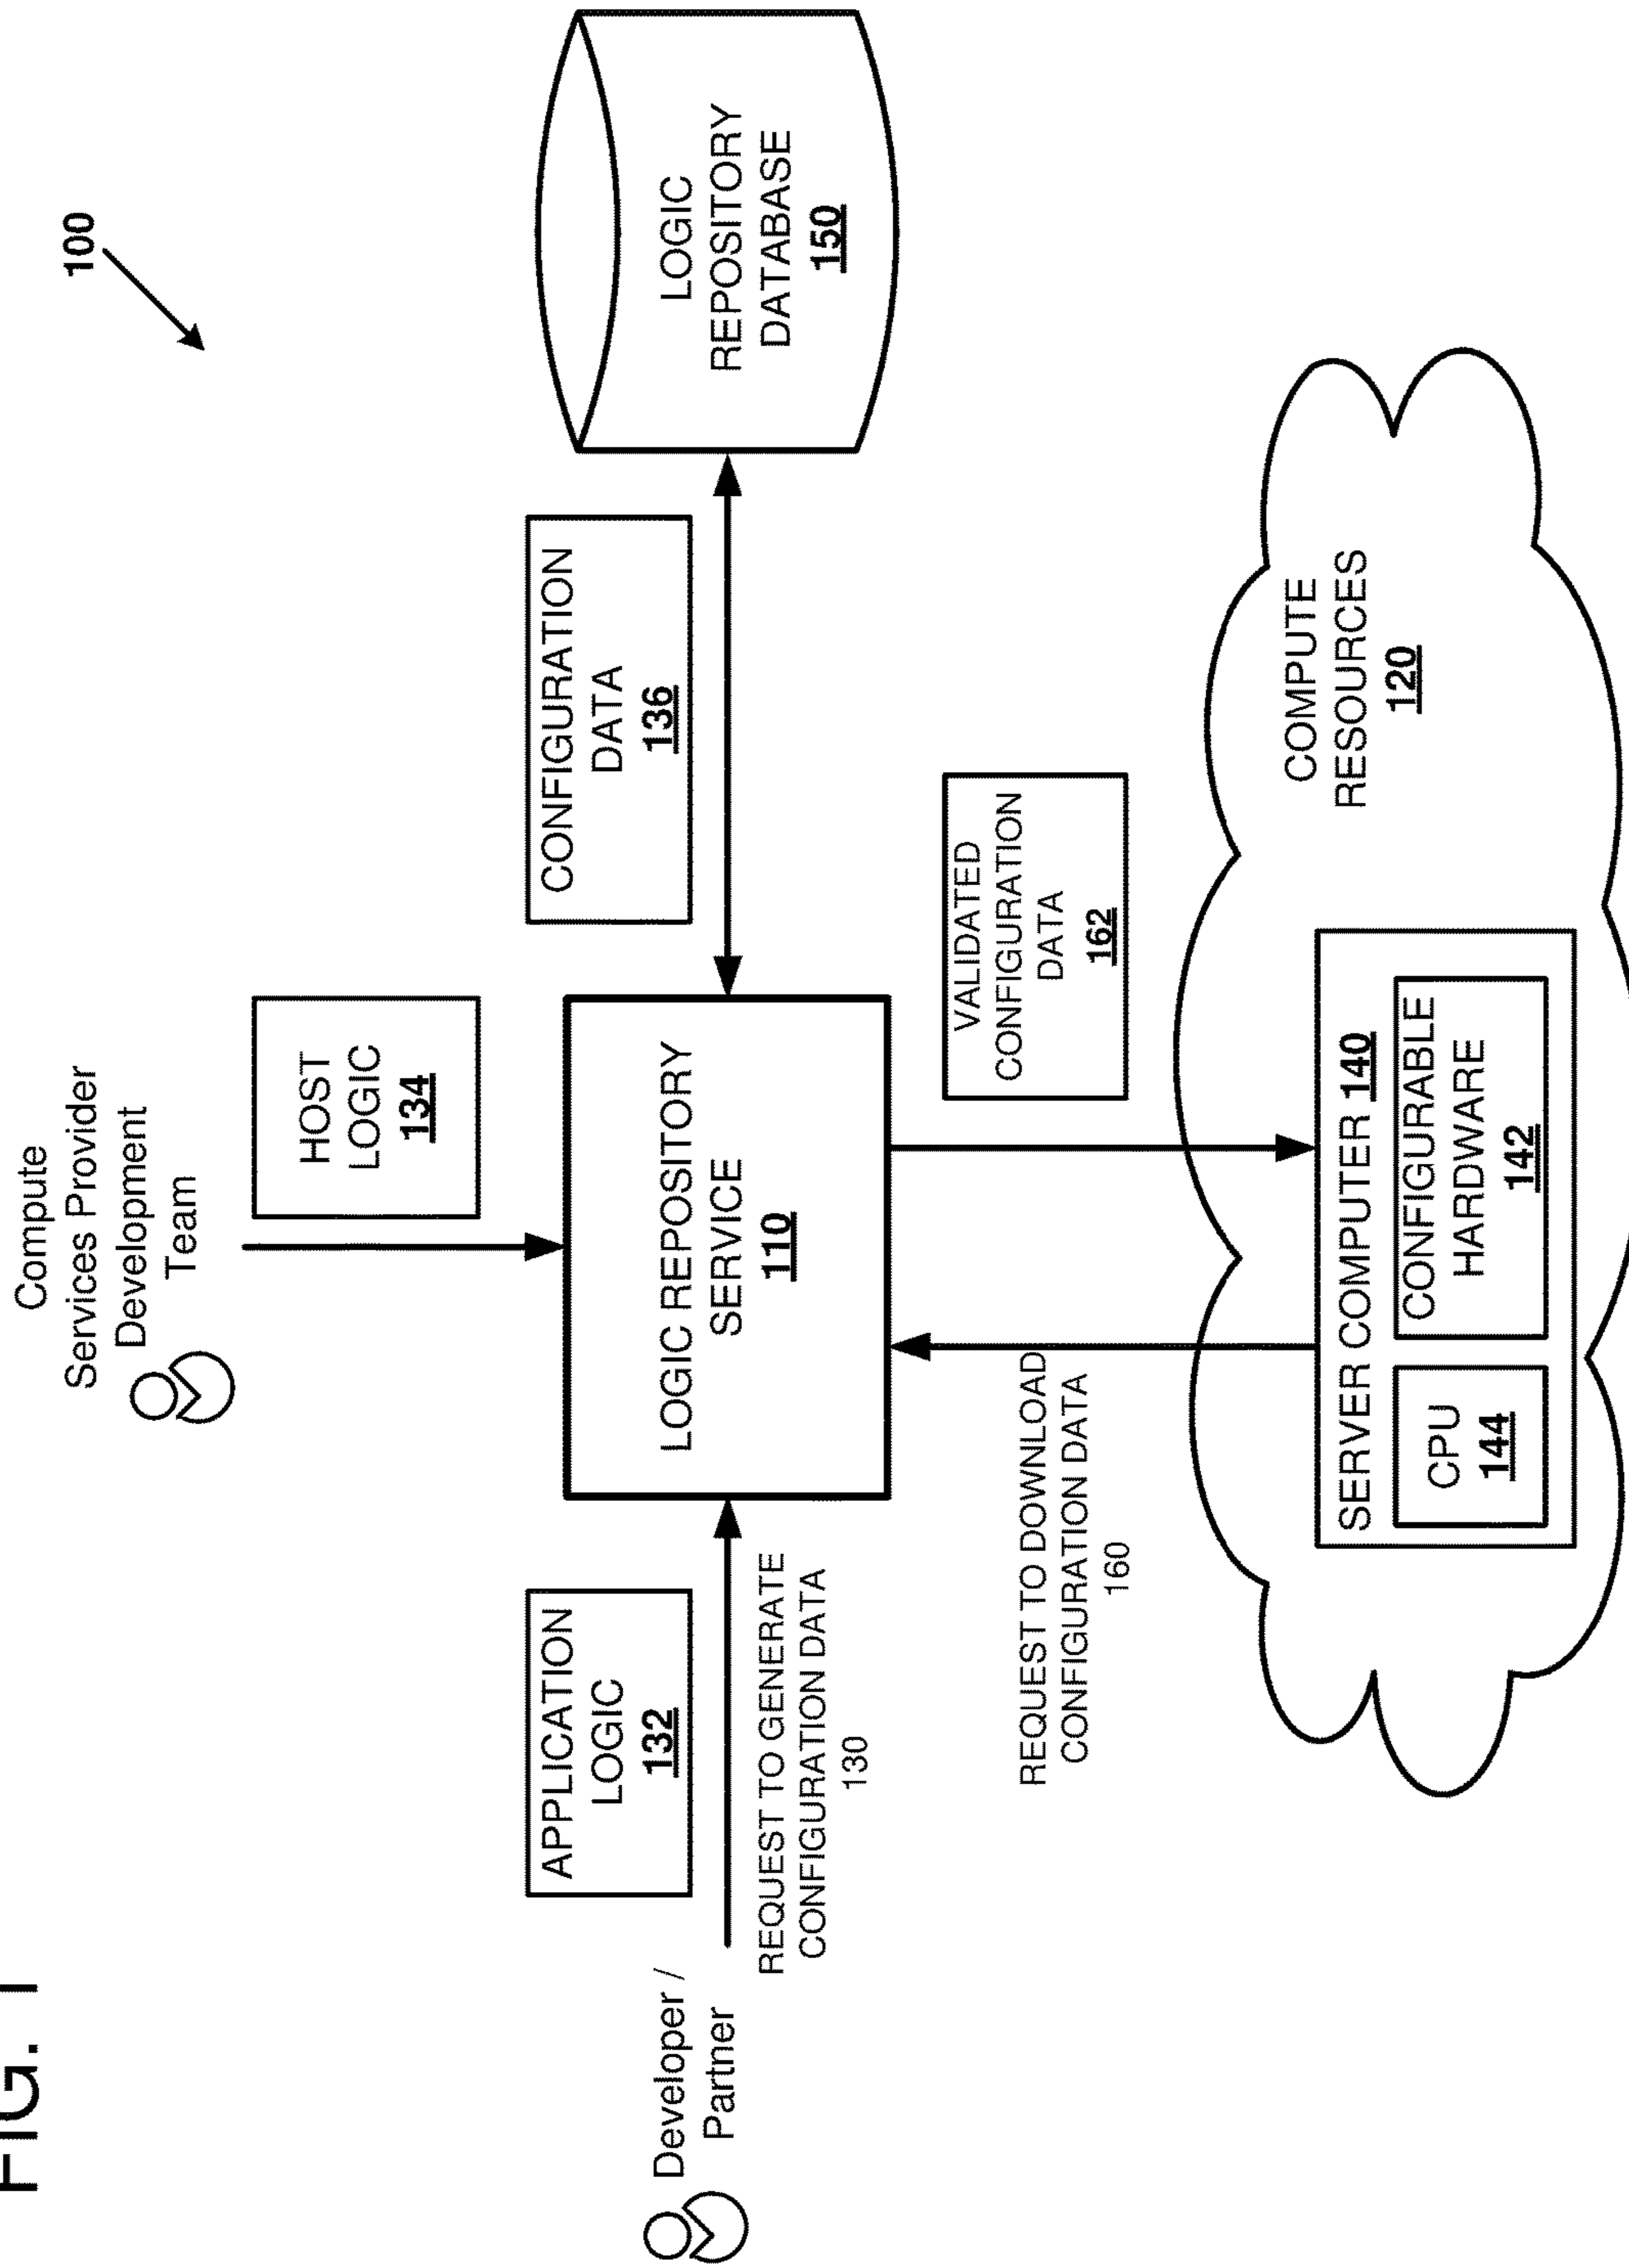 FIG. 1
100
Compute
Services Provider
Development
Team
HOST
LOGIC
134
Developer /
Partner
APPLICATION
LOGIC
132
REQUEST TO GENERATE
CONFIGURATION DATA
130
LOGIC REPOSITORY
SERVICE
110
CONFIGURATION
DATA
136
LOGIC
REPOSITORY
DATABASE
150
REQUEST TO DOWNLOAD
CONFIGURATION DATA
160
VALIDATED
CONFIGURATION
DATA
162
COMPUTE
RESOURCES
120
SERVER COMPUTER 140
CPU
144
CONFIGURABLE
HARDWARE
142